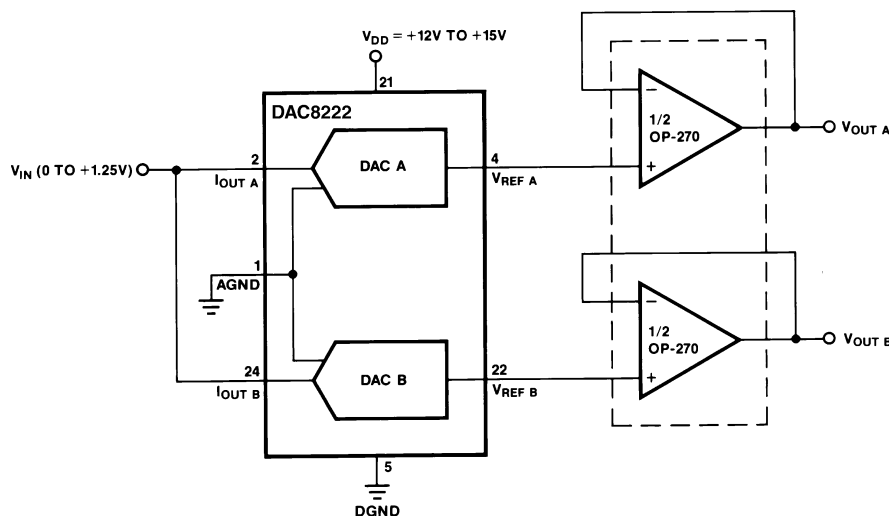 V_DD = +12V TO +15V
21
DAC8222
1/2
OP-270
−
+
V_OUT A
V_IN (0 TO +1.25V)
2
I_OUT A
DAC A
4
V_REF A
1
AGND
24
I_OUT B
DAC B
22
V_REF B
−
1/2
OP-270
+
V_OUT B
5
DGND